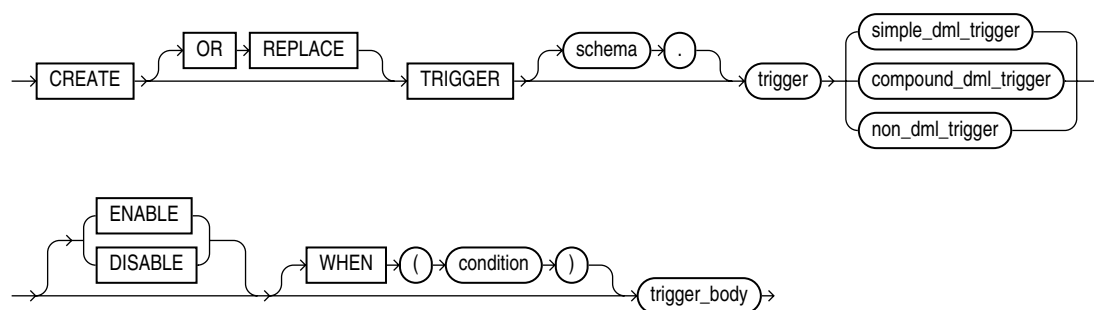 OR REPLACE schema . simple_dml_trigger
CREATE TRIGGER trigger compound_dml_trigger
non_dml_trigger
ENABLE
DISABLE WHEN ( condition )
trigger_body